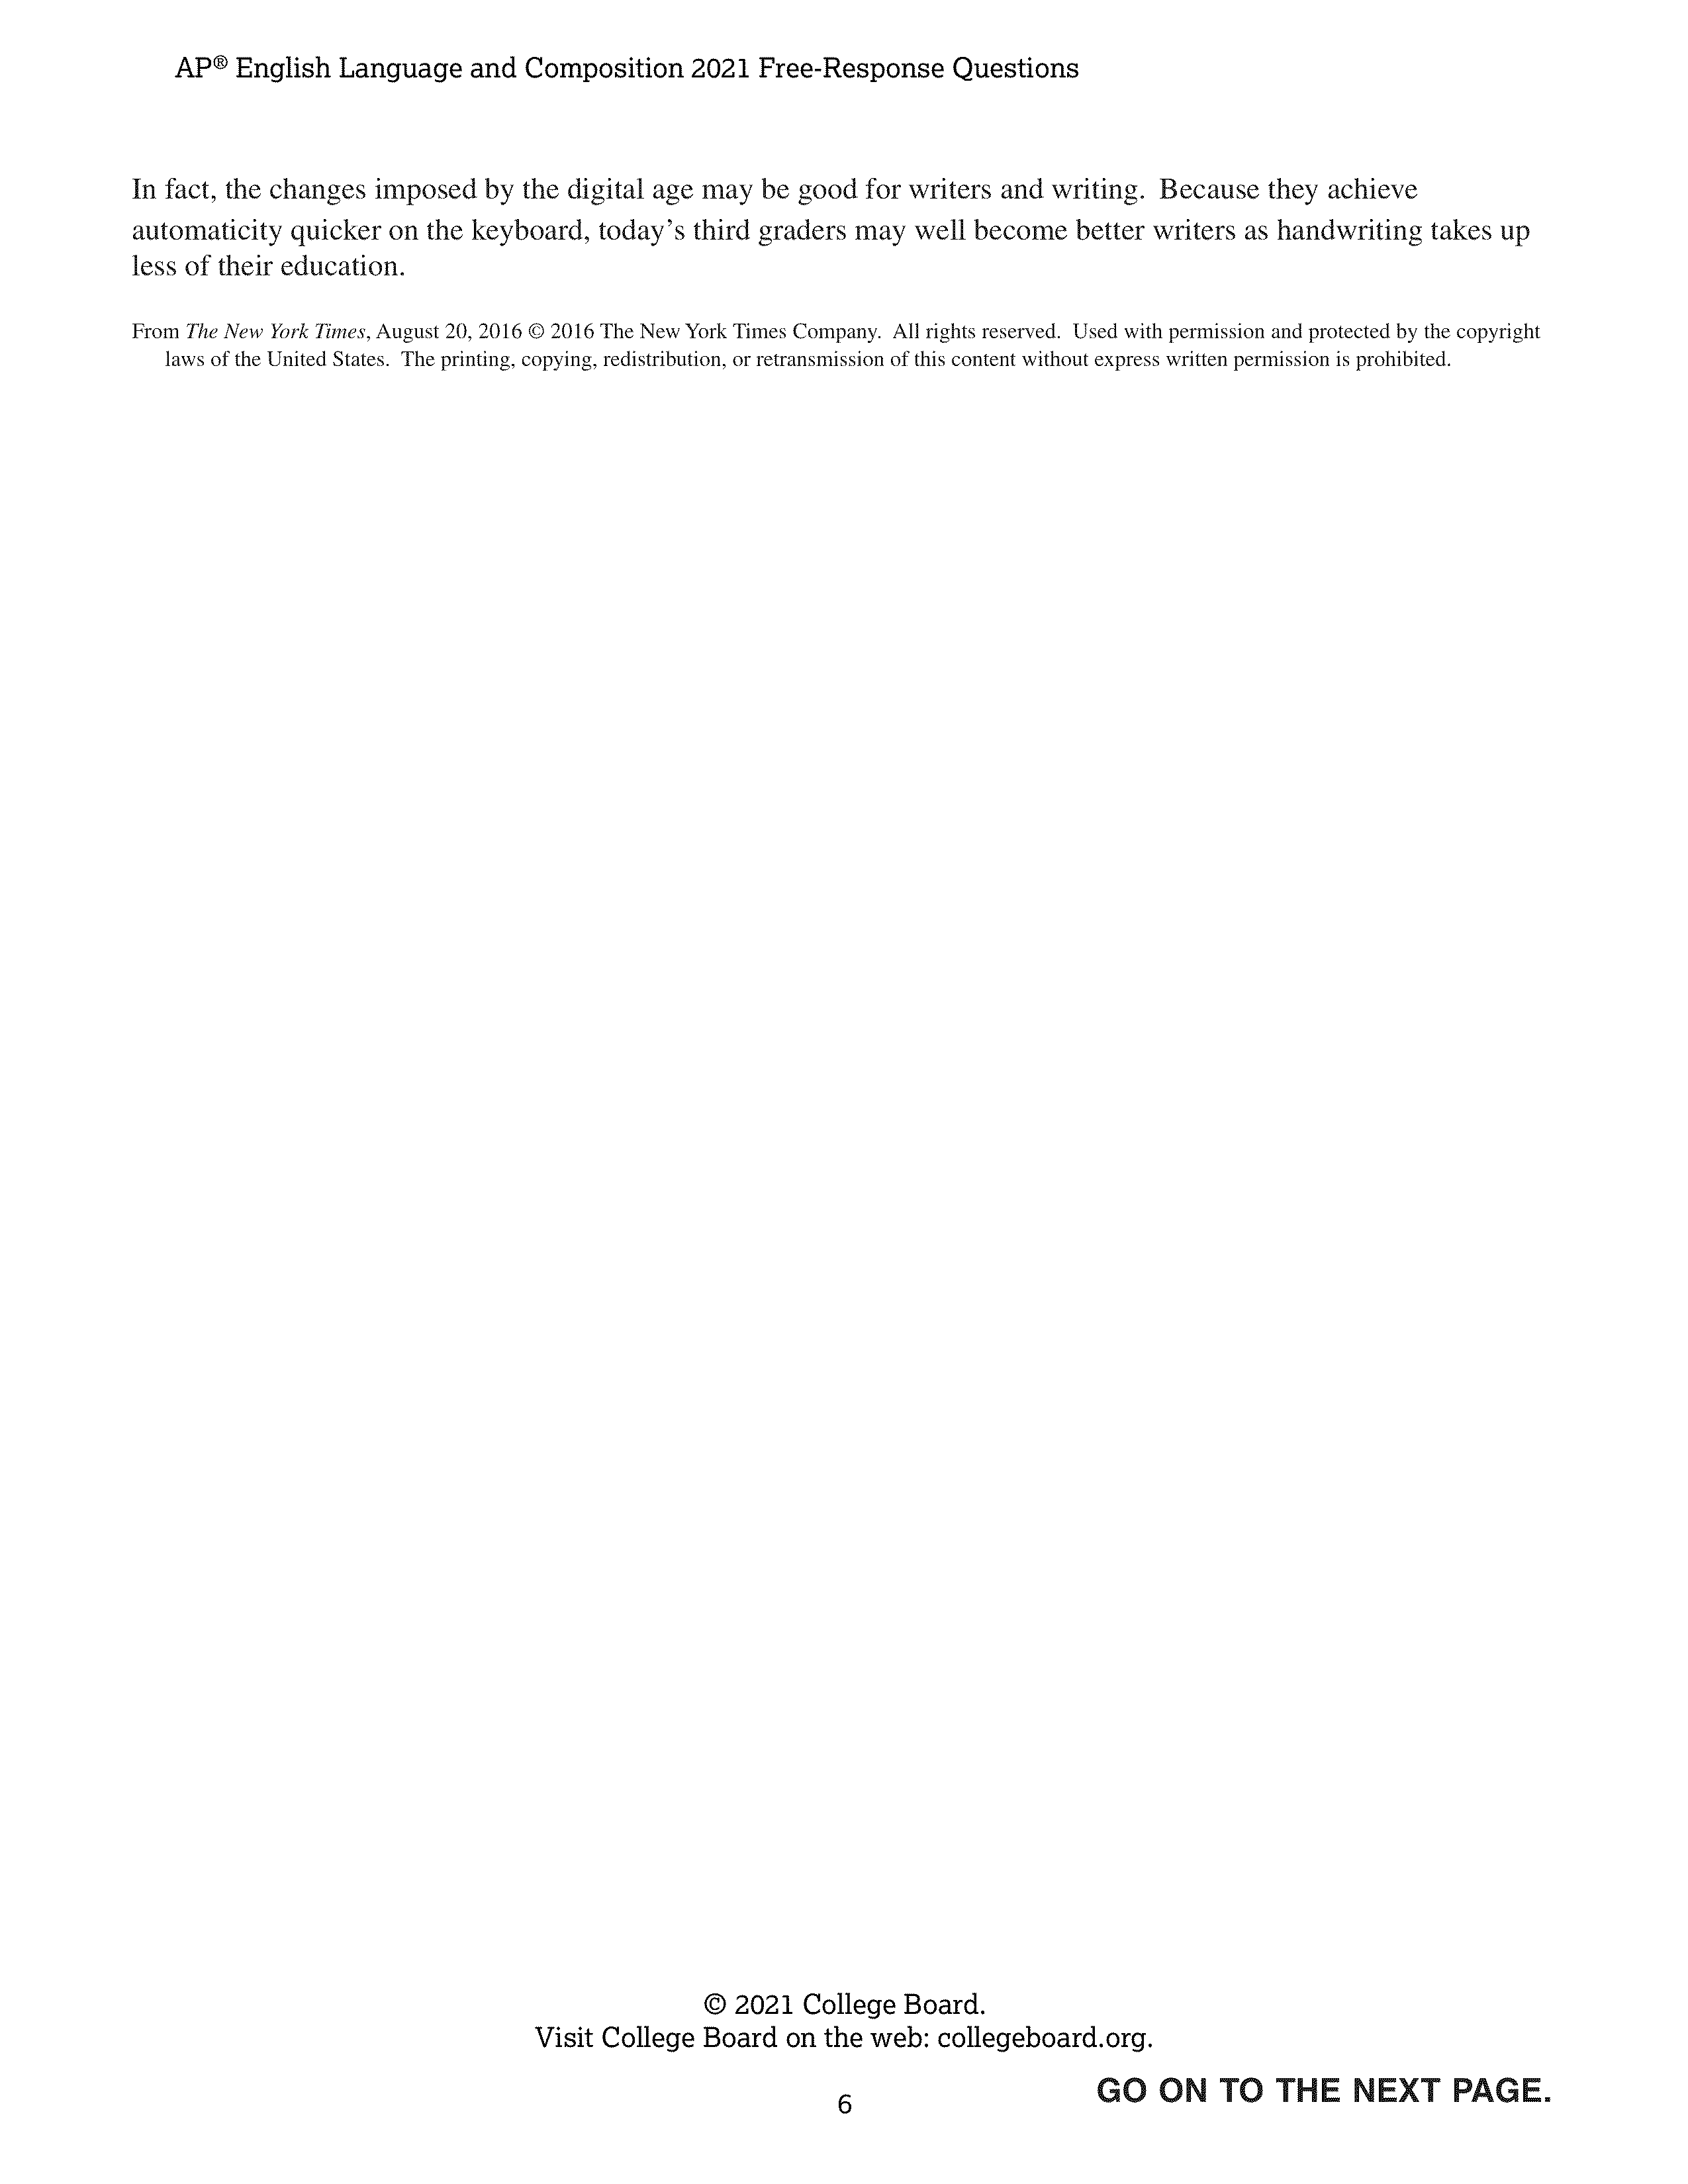 AP® English Language and Composition 2021 Free-Response Questions
In fact, the changes imposed by the digital age may be good for writers and writing. Because they achieve
automaticity quicker on the keyboard, today’s third graders may well become better writers as handwriting takes up
less of their education.
From The New York Times, August 20, 2016 © 2016 The New York Times Company. All rights reserved. Used with permission and protected by the copyright
laws of the United States. The printing, copying, redistribution, or retransmission of this content without express written permission is prohibited.
© 2021 College Board.
Visit College Board on the web: collegeboard.org.
GO ON TO THE NEXT PAGE.
6